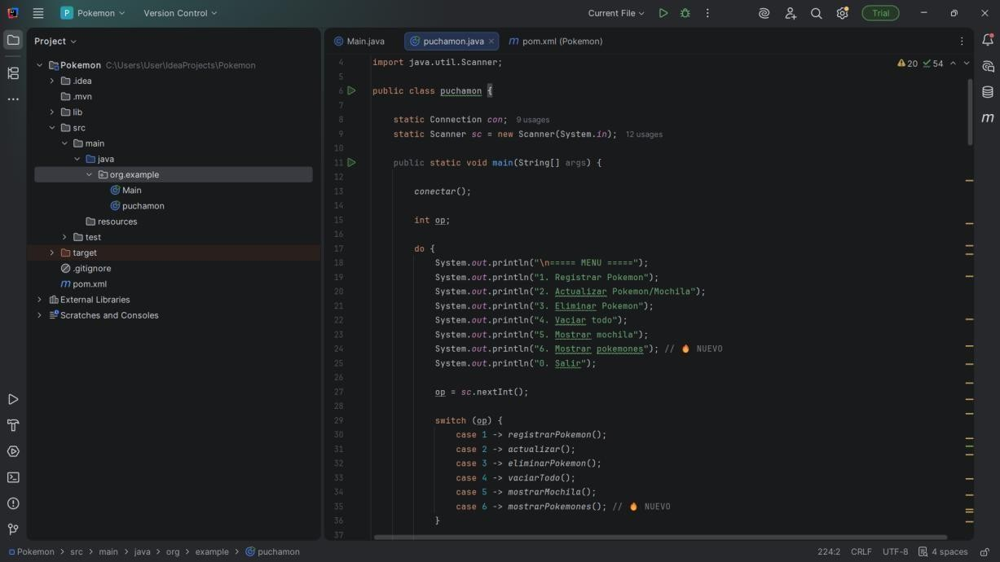 Pokemon
Version Control
Current File
Trial
Project
Main.java
puchamon.java
pom.xml (Pokemon)
Pokemon C:\Users\User\IdeaProjects\Pokemon
.idea
.mvn
lib
src
main
java
org.example
Main
puchamon
resources
test
target
.gitignore
pom.xml
External Libraries
Scratches and Consoles
20 54
4 import java.util.Scanner;
5
6 public class puchamon {
7
8 static Connection con; 9 usages
9 static Scanner sc = new Scanner(System.in); 12 usages
10
11 public static void main(String[] args) {
12
13 conectar();
14
15 int op;
16
17 do {
18 System.out.println("\n===== MENU =====");
19 System.out.println("1. Registrar Pokemon");
20 System.out.println("2. Actualizar Pokemon/Mochila");
21 System.out.println("3. Eliminar Pokemon");
22 System.out.println("4. Vaciar todo");
23 System.out.println("5. Mostrar mochila");
24 System.out.println("6. Mostrar pokemones"); // 🔥 NUEVO
25 System.out.println("0. Salir");
26
27 op = sc.nextInt();
28
29 switch (op) {
30 case 1 -> registrarPokemon();
31 case 2 -> actualizar();
32 case 3 -> eliminarPokemon();
33 case 4 -> vaciarTodo();
34 case 5 -> mostrarMochila();
35 case 6 -> mostrarPokemones(); // 🔥 NUEVO
36 }
37
Pokemon > src > main > java > org > example > puchamon
224:2 CRLF UTF-8 4 spaces